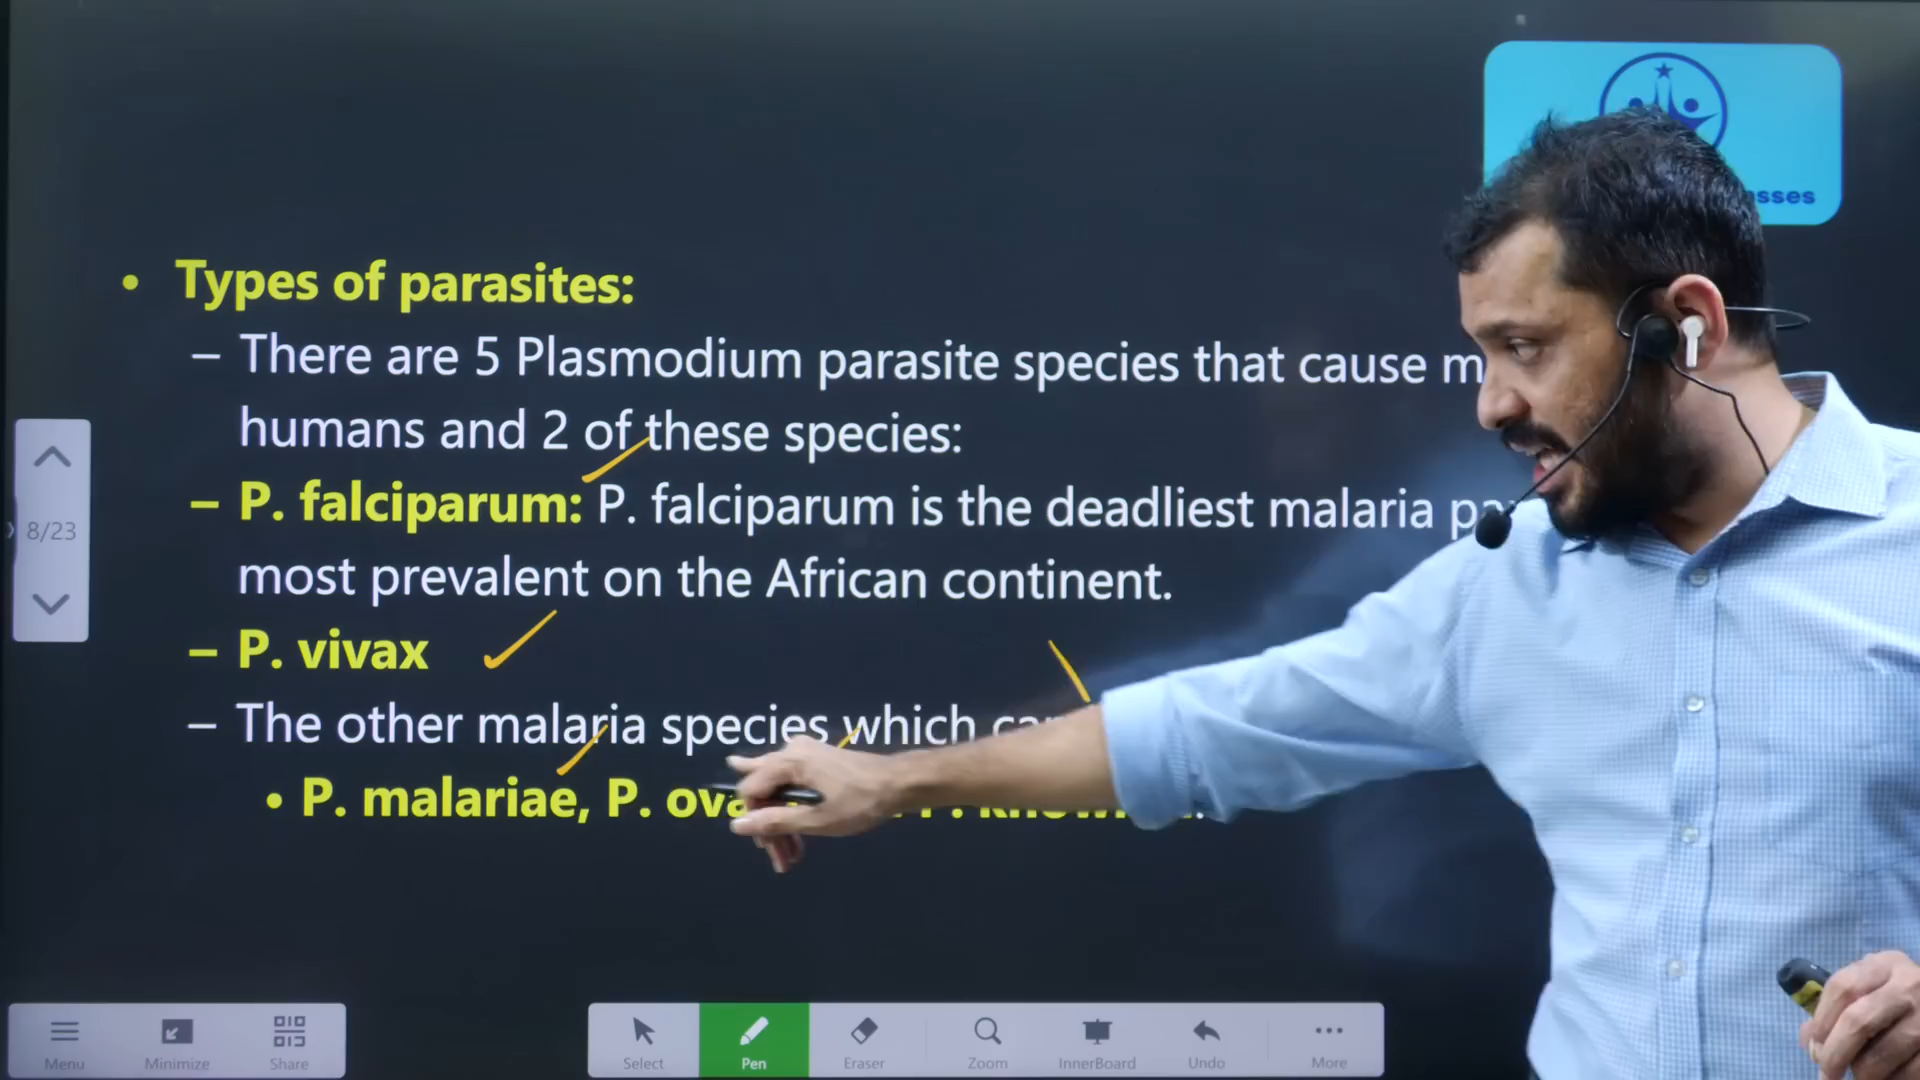 sses
• Types of parasites:
– There are 5 Plasmodium parasite species that cause
humans and 2 of these species:
– P. falciparum: P. falciparum is the deadliest malaria
most prevalent on the African continent.
– P. vivax
– The other malaria species which
• P. malariae, P.
8/23
Menu
Minimize
Share
Select
Pen
Eraser
Zoom
InnerBoard
Undo
More